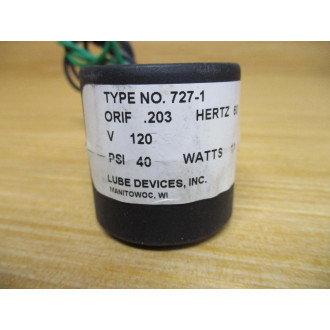 TYPE NO. 727-1
ORIF .203 HERTZ
V 120
PSI 40 WATTS
LUBE DEVICES, INC.
MANITOWOC, WI